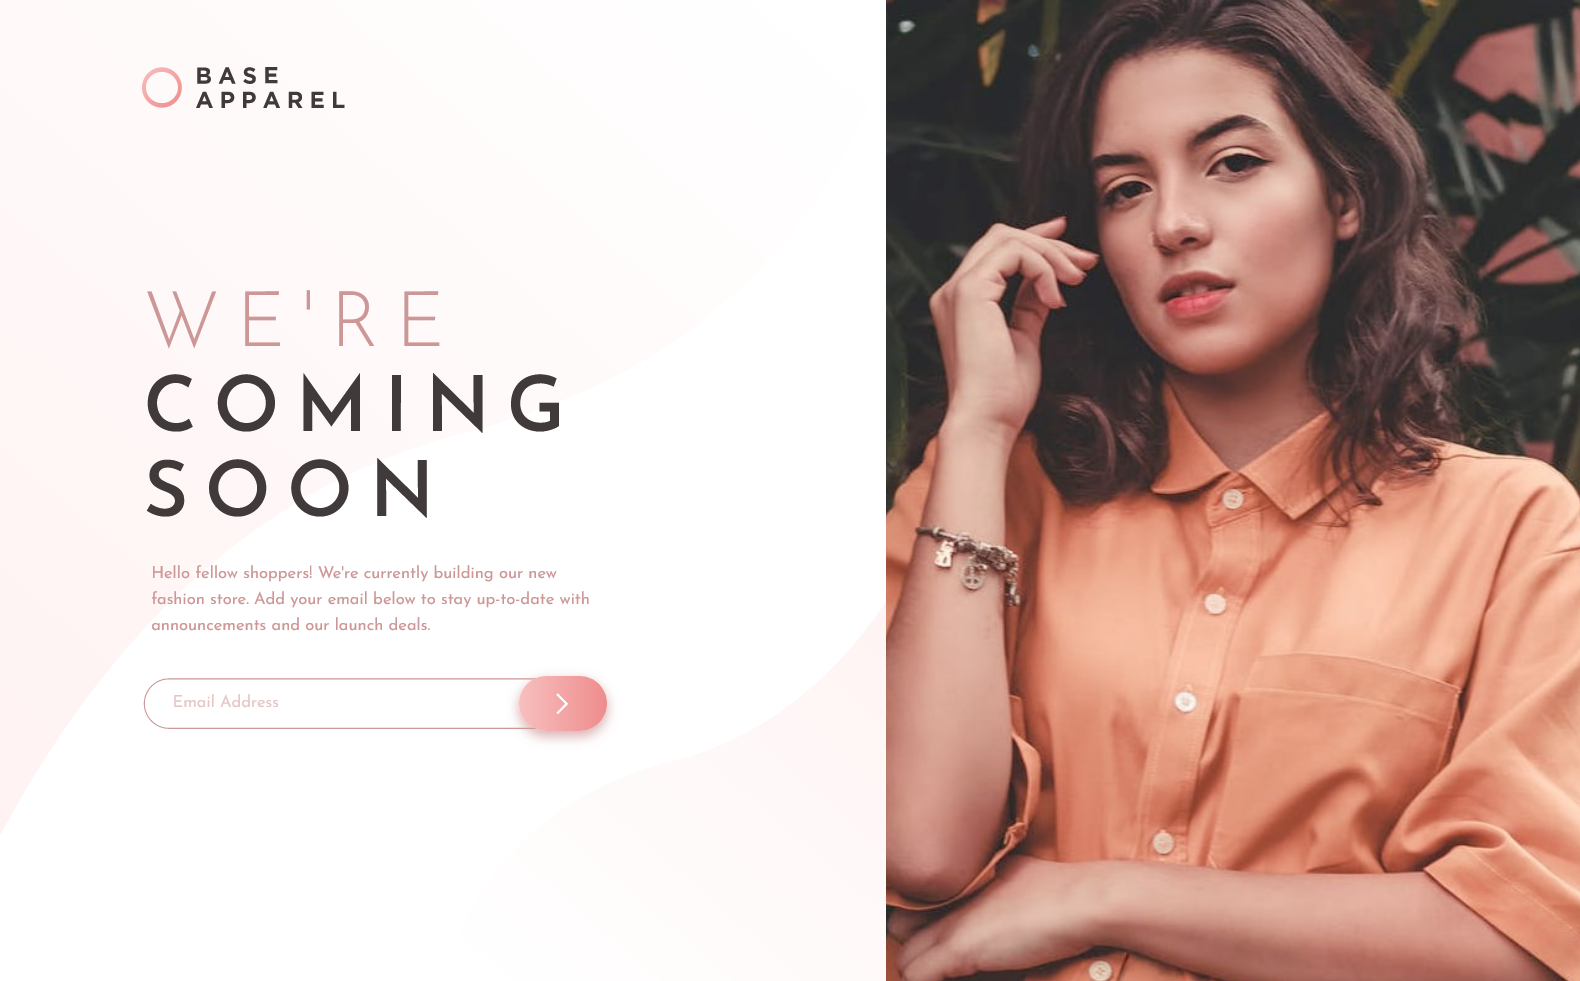 BASE
APPAREL
WE'RE
COMING
SOON
Hello fellow shoppers! We're currently building our new
fashion store. Add your email below to stay up-to-date with
announcements and our launch deals.
Email Address